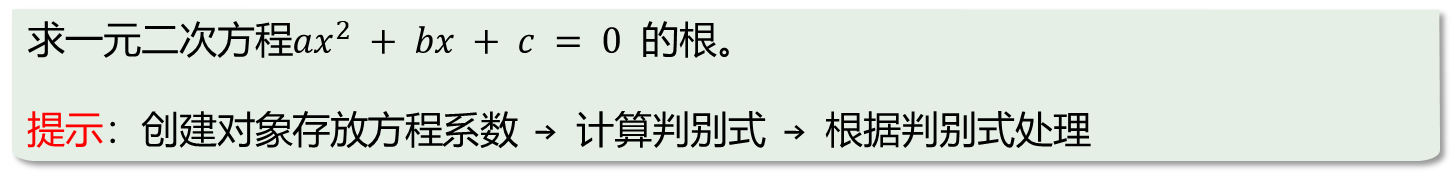 求一元二次方程ax² + bx + c = 0 的根。
提示：创建对象存放方程系数 → 计算判别式 → 根据判别式处理